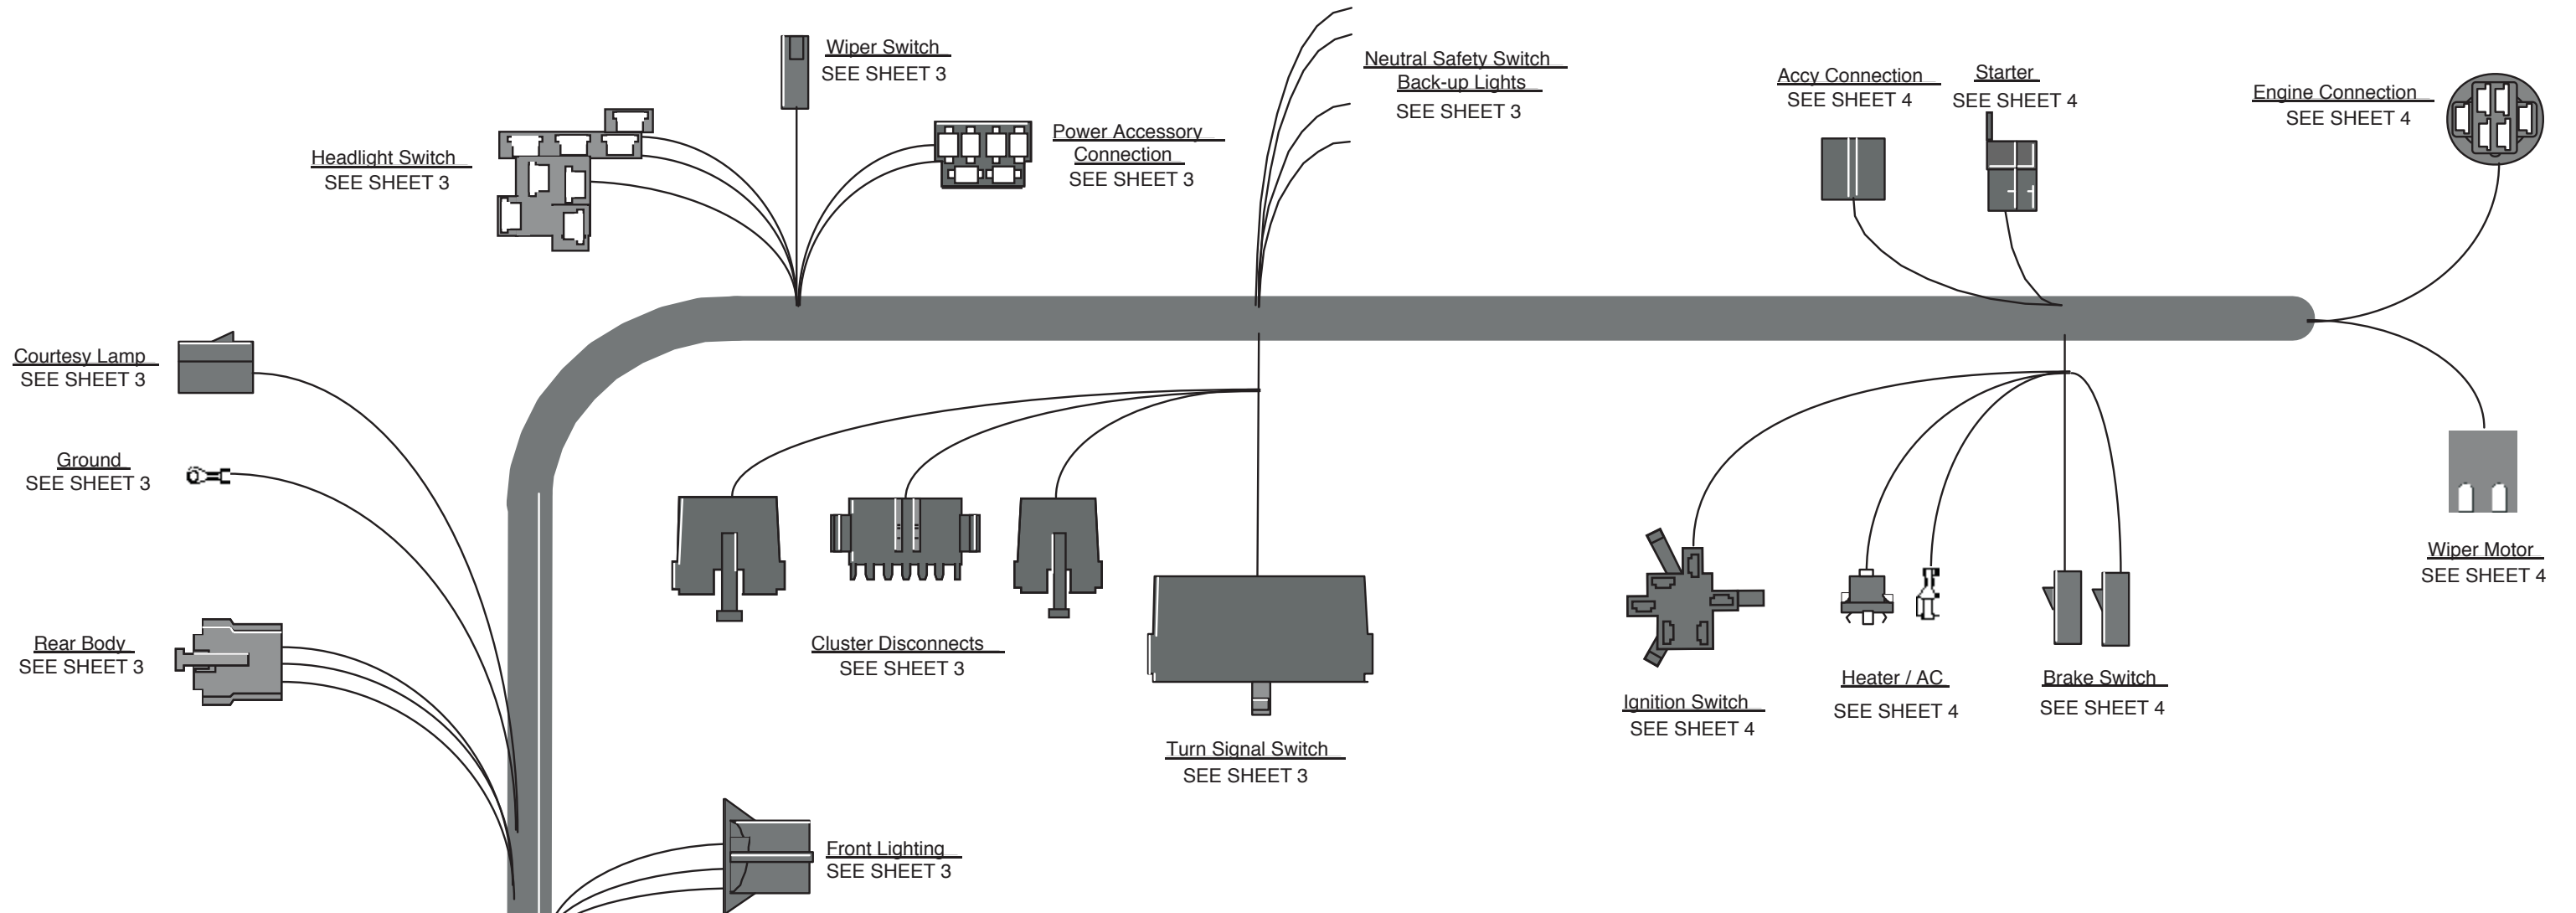 Wiper Switch
SEE SHEET 3
Neutral Safety Switch
Back-up Lights
SEE SHEET 3
Accy Connection
SEE SHEET 4
Starter
SEE SHEET 4
Engine Connection
SEE SHEET 4
Headlight Switch
SEE SHEET 3
Power Accessory
Connection
SEE SHEET 3
Courtesy Lamp
SEE SHEET 3
Ground
SEE SHEET 3
Rear Body
SEE SHEET 3
Cluster Disconnects
SEE SHEET 3
Turn Signal Switch
SEE SHEET 3
Ignition Switch
SEE SHEET 4
Heater / AC
SEE SHEET 4
Brake Switch
SEE SHEET 4
Wiper Motor
SEE SHEET 4
Front Lighting
SEE SHEET 3